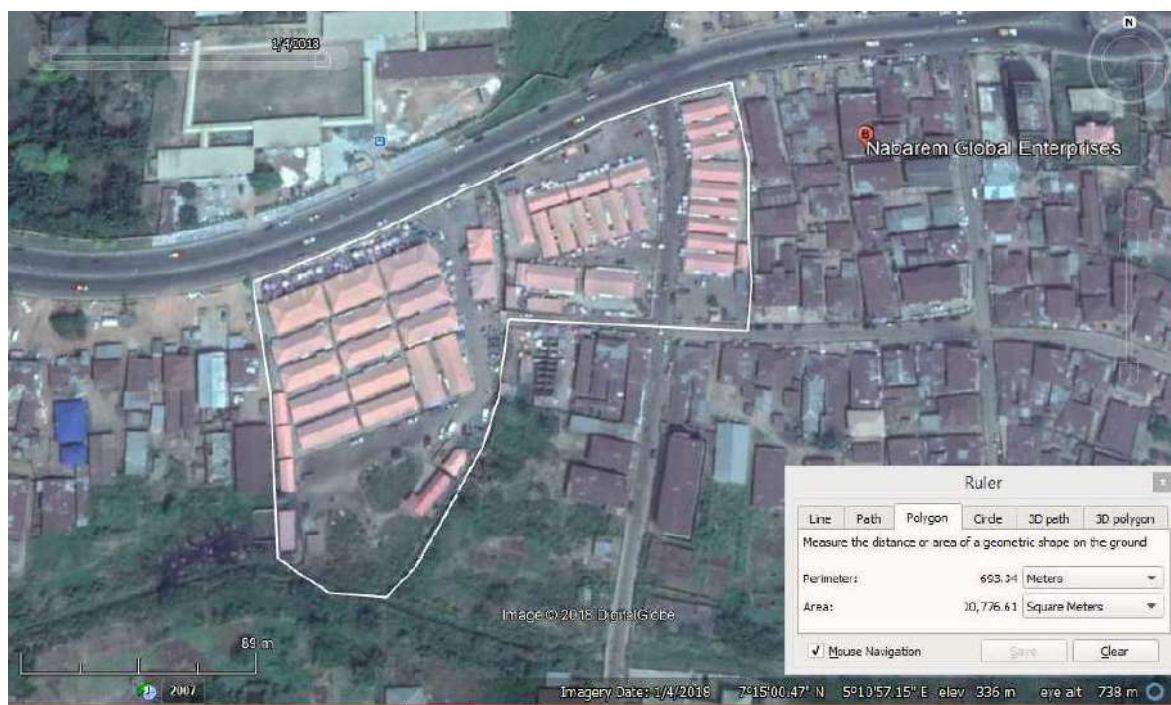 1/4/2018
N
B
Nabarem Global Enterprises
Ruler
Line Path Polygon Circle 3D path 3D polygon
Measure the distance or area of a geometric shape on the ground
Perimeter: 693.34 Meters
Area: 20,776.61 Square Meters
Mouse Navigation Save Clear
Image © 2018 DigitalGlobe
89 m
2007
Imagery Date: 1/4/2018 7°15'00.47" N 5°10'57.15" E elev 336 m eye alt 738 m